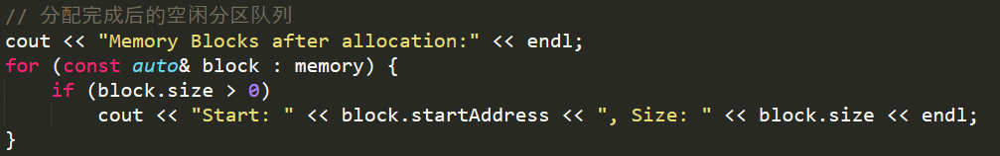 // 分配完成后的空闲分区队列
cout << "Memory Blocks after allocation:" << endl;
for (const auto& block : memory) {
    if (block.size > 0)
        cout << "Start: " << block.startAddress << ", Size: " << block.size << endl;
}